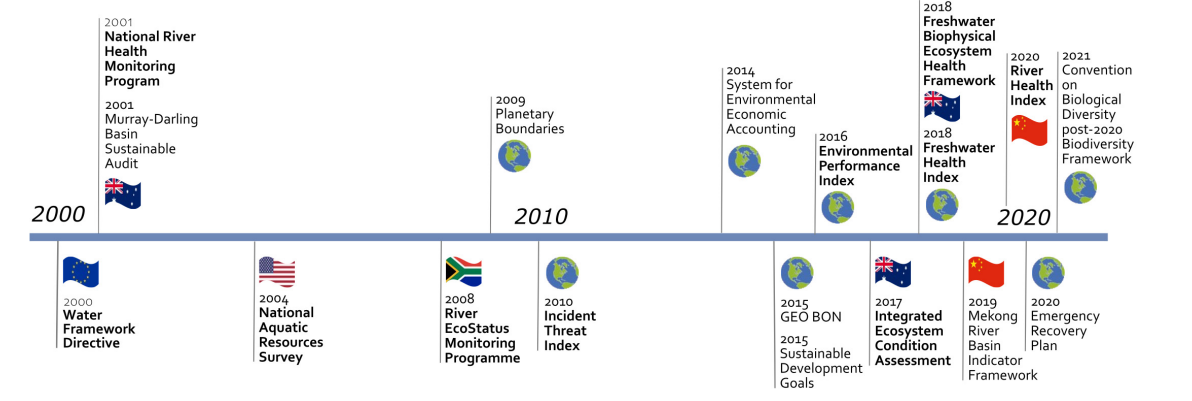 2001
National River
Health
Monitoring
Program
2001
Murray-Darling
Basin
Sustainable
Audit
2009
Planetary
Boundaries
2014
System for
Environmental
Economic
Accounting
2016
Environmental
Performance
Index
2018
Freshwater
Biophysical
Ecosystem
Health
Framework
2018
Freshwater
Health
Index
2020
River
Health
Index
2021
Convention
on
Biological
Diversity
post-2020
Biodiversity
Framework
2000
2010
2020
2000
Water
Framework
Directive
2004
National
Aquatic
Resources
Survey
2008
River
EcoStatus
Monitoring
Programme
2010
Incident
Threat
Index
2015
GEO BON
2015
Sustainable
Development
Goals
2017
Integrated
Ecosystem
Condition
Assessment
2019
Mekong
River
Basin
Indicator
Framework
2020
Emergency
Recovery
Plan